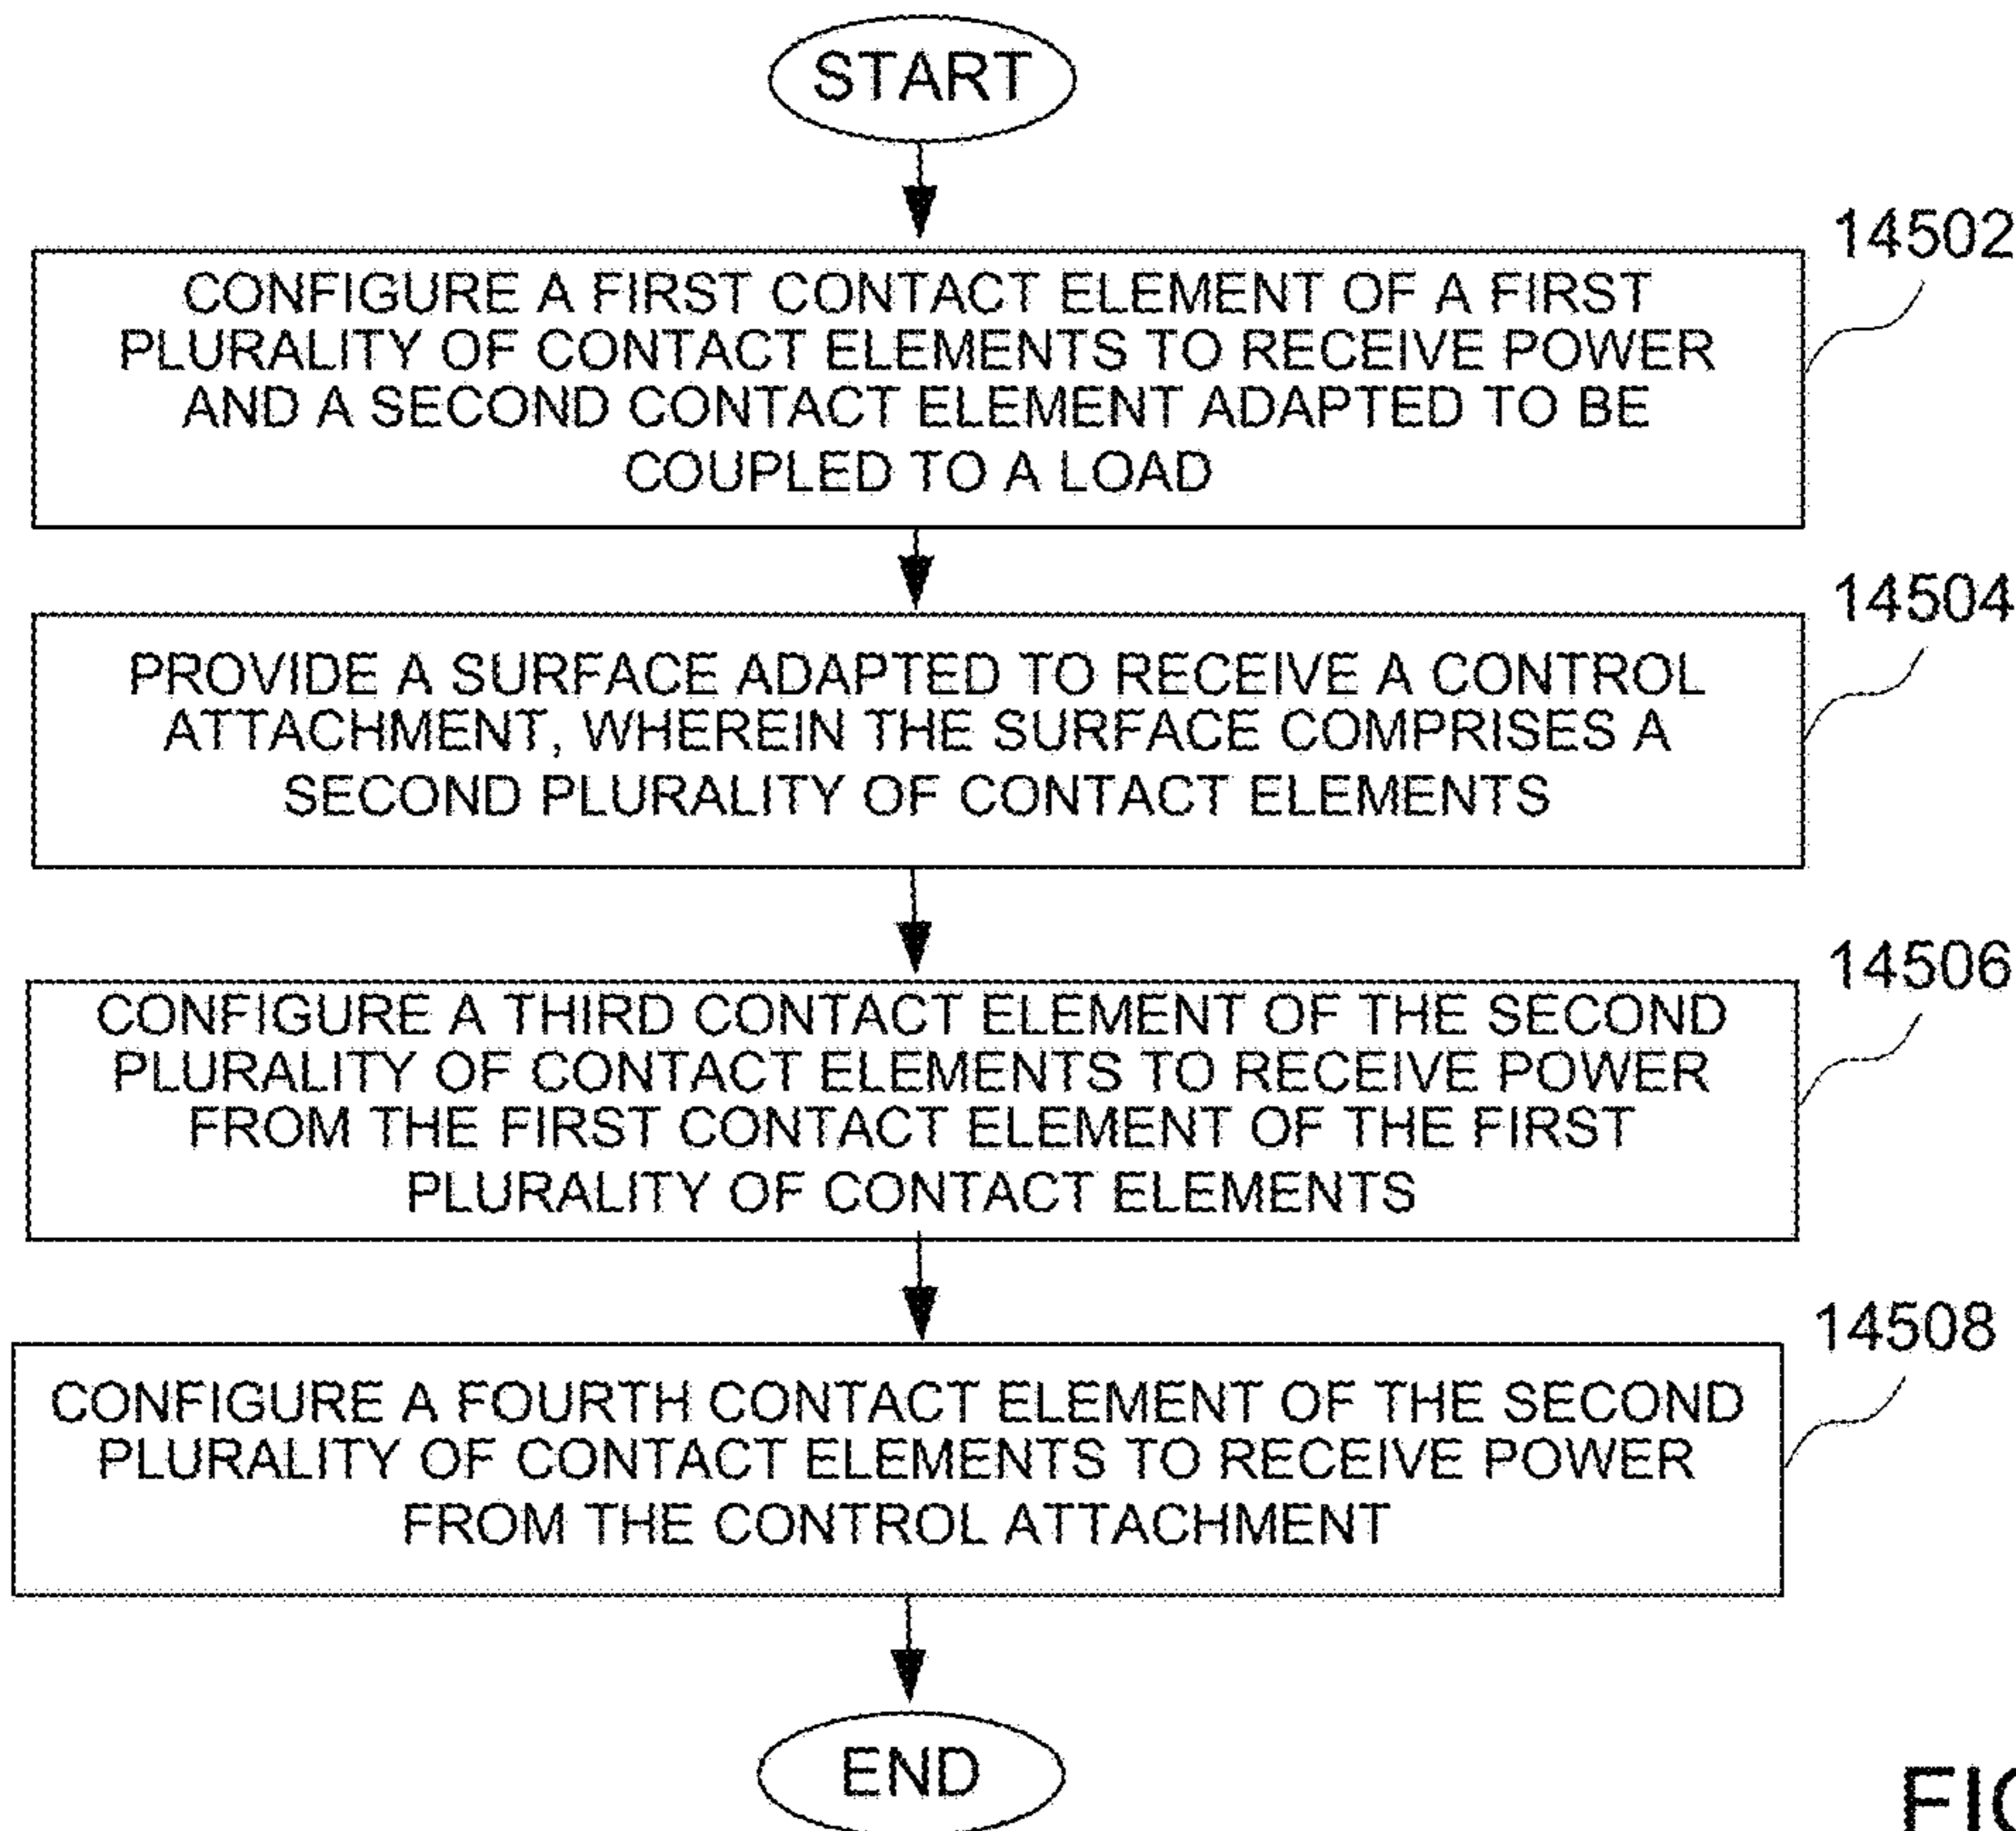 START
14502
CONFIGURE A FIRST CONTACT ELEMENT OF A FIRST
PLURALITY OF CONTACT ELEMENTS TO RECEIVE POWER
AND A SECOND CONTACT ELEMENT ADAPTED TO BE
COUPLED TO A LOAD
14504
PROVIDE A SURFACE ADAPTED TO RECEIVE A CONTROL
ATTACHMENT, WHEREIN THE SURFACE COMPRISES A
SECOND PLURALITY OF CONTACT ELEMENTS
14506
CONFIGURE A THIRD CONTACT ELEMENT OF THE SECOND
PLURALITY OF CONTACT ELEMENTS TO RECEIVE POWER
FROM THE FIRST CONTACT ELEMENT OF THE FIRST
PLURALITY OF CONTACT ELEMENTS
14508
CONFIGURE A FOURTH CONTACT ELEMENT OF THE SECOND
PLURALITY OF CONTACT ELEMENTS TO RECEIVE POWER
FROM THE CONTROL ATTACHMENT
END